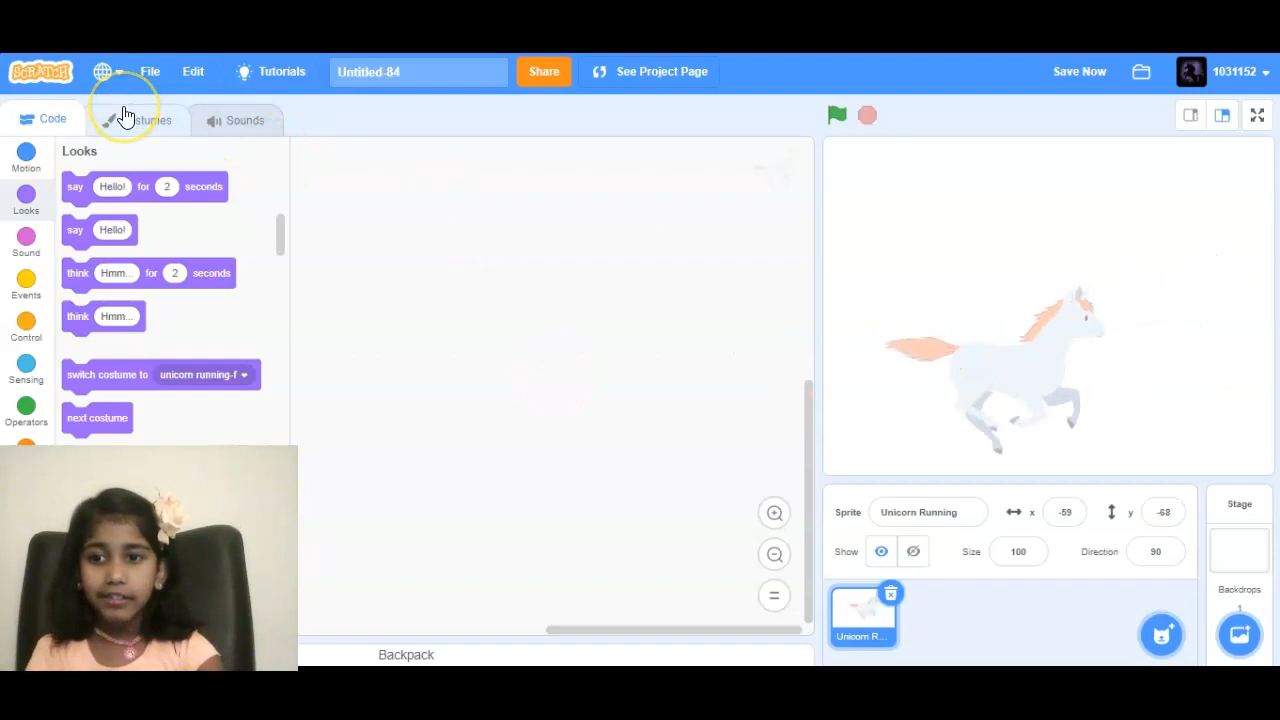 SCRATCH File Edit Tutorials Untitled-84 Share See Project Page Save Now 1031152
Code stumes Sounds
Motion
Looks
Sound
Events
Control
Sensing
Operators
Looks
say Hello! for 2 seconds
say Hello!
think Hmm... for 2 seconds
think Hmm...
switch costume to unicorn running-f
next costume
Backpack
Sprite Unicorn Running x -59 y -68
Show Size 100 Direction 90
Unicorn R...
Stage
Backdrops
1